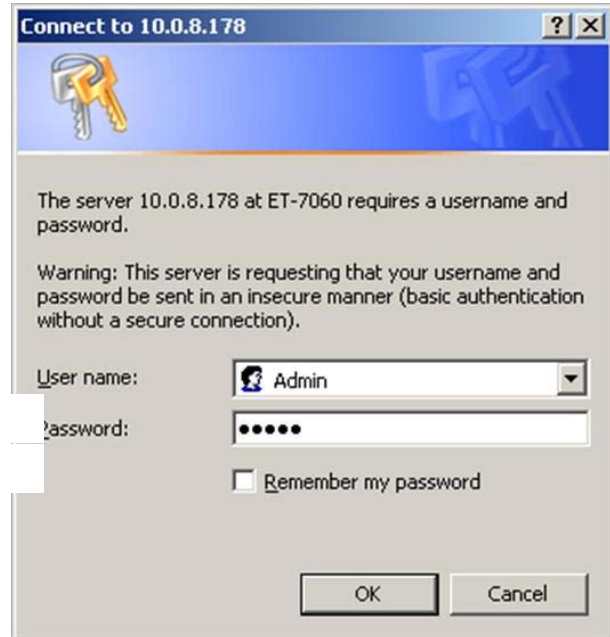 Connect to 10.0.8.178
The server 10.0.8.178 at ET-7060 requires a username and
password.
Warning: This server is requesting that your username and
password be sent in an insecure manner (basic authentication
without a secure connection).
User name:
Admin
Password:
•••••
Remember my password
OK
Cancel